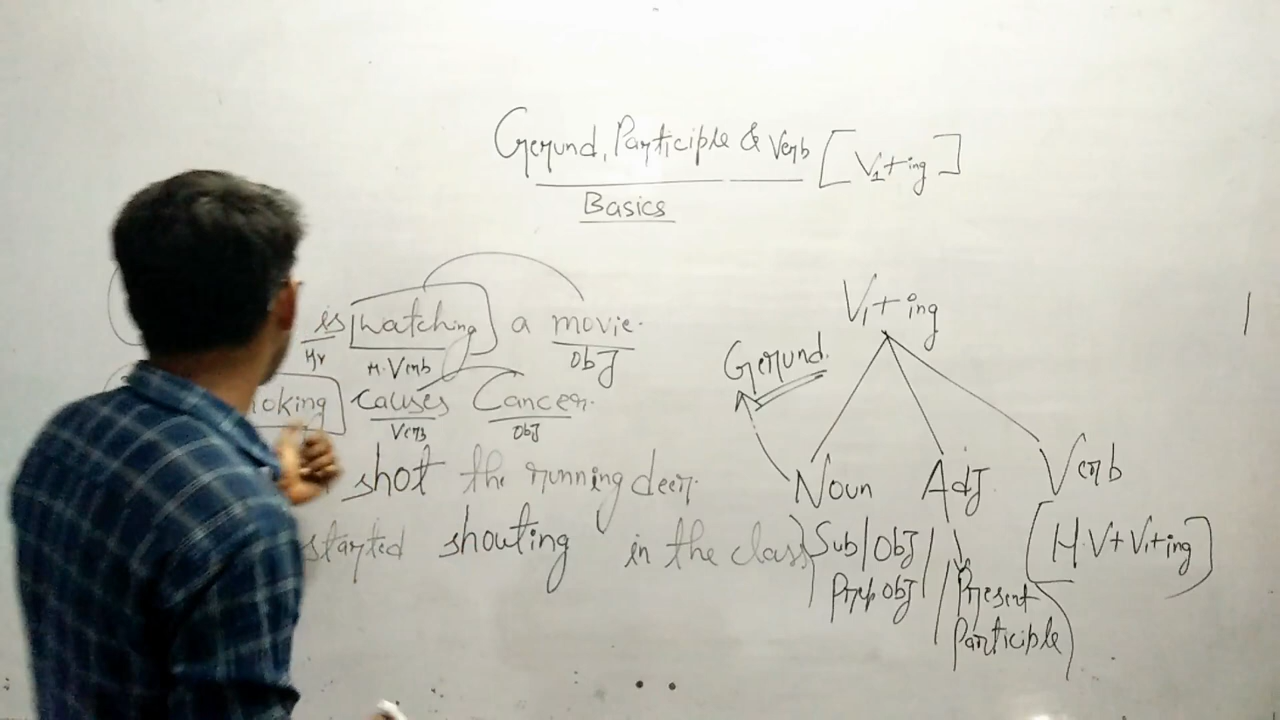 Gerund, Participle & Verb [V1+ing]
Basics
is watching a movie.
HV M.Verb obj
oking causes Cancer.
Verb obj
shot the running deer.
started shouting in the class
V1+ing
Gerund.
Noun Adj Verb
Sub/Obj [H.V+V1+ing]
Prep obj Present
Participle